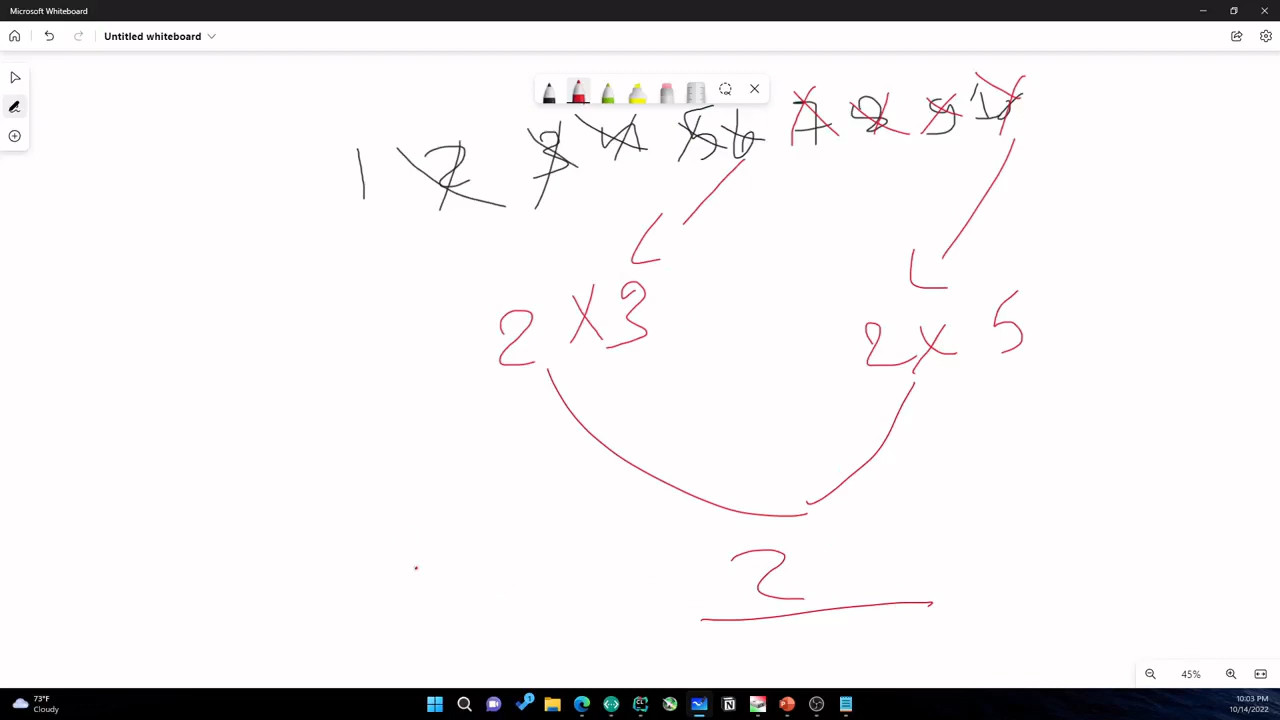 Microsoft Whiteboard
Untitled whiteboard
1 2 3 4 5 6 7 8 9 10
2 X 3
2 X 5
2
45%
73°F
Cloudy
10:03 PM
10/14/2022